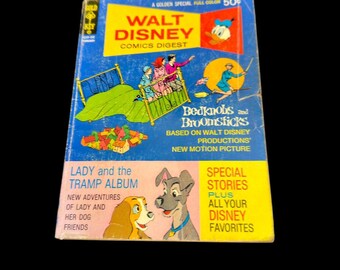 A GOLDEN SPECIAL FULL COLOR 50¢
GOLD KEY
WALT
DISNEY
COMICS DIGEST
Bedknobs and
Broomsticks
BASED ON WALT DISNEY
PRODUCTIONS'
NEW MOTION PICTURE
LADY and the
TRAMP ALBUM
NEW ADVENTURES
OF LADY AND
HER DOG
FRIENDS
SPECIAL
STORIES
PLUS
ALL YOUR
DISNEY
FAVORITES